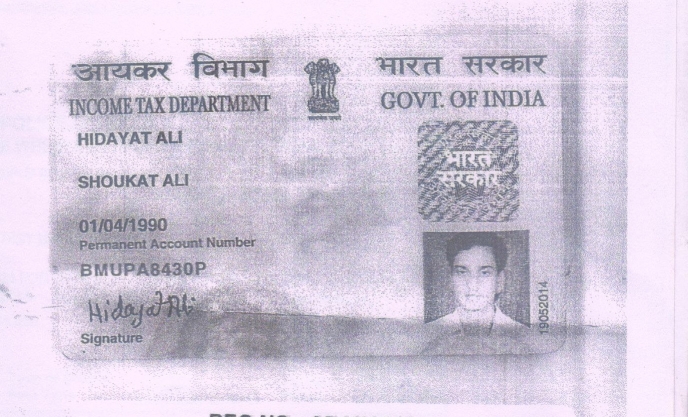 आयकर विभाग
भारत सरकार
INCOME TAX DEPARTMENT
GOVT. OF INDIA
HIDAYAT ALI
SHOUKAT ALI
01/04/1990
Permanent Account Number
BMUPA8430P
Hidayat Ali
Signature
भारत
सरकार
19052014